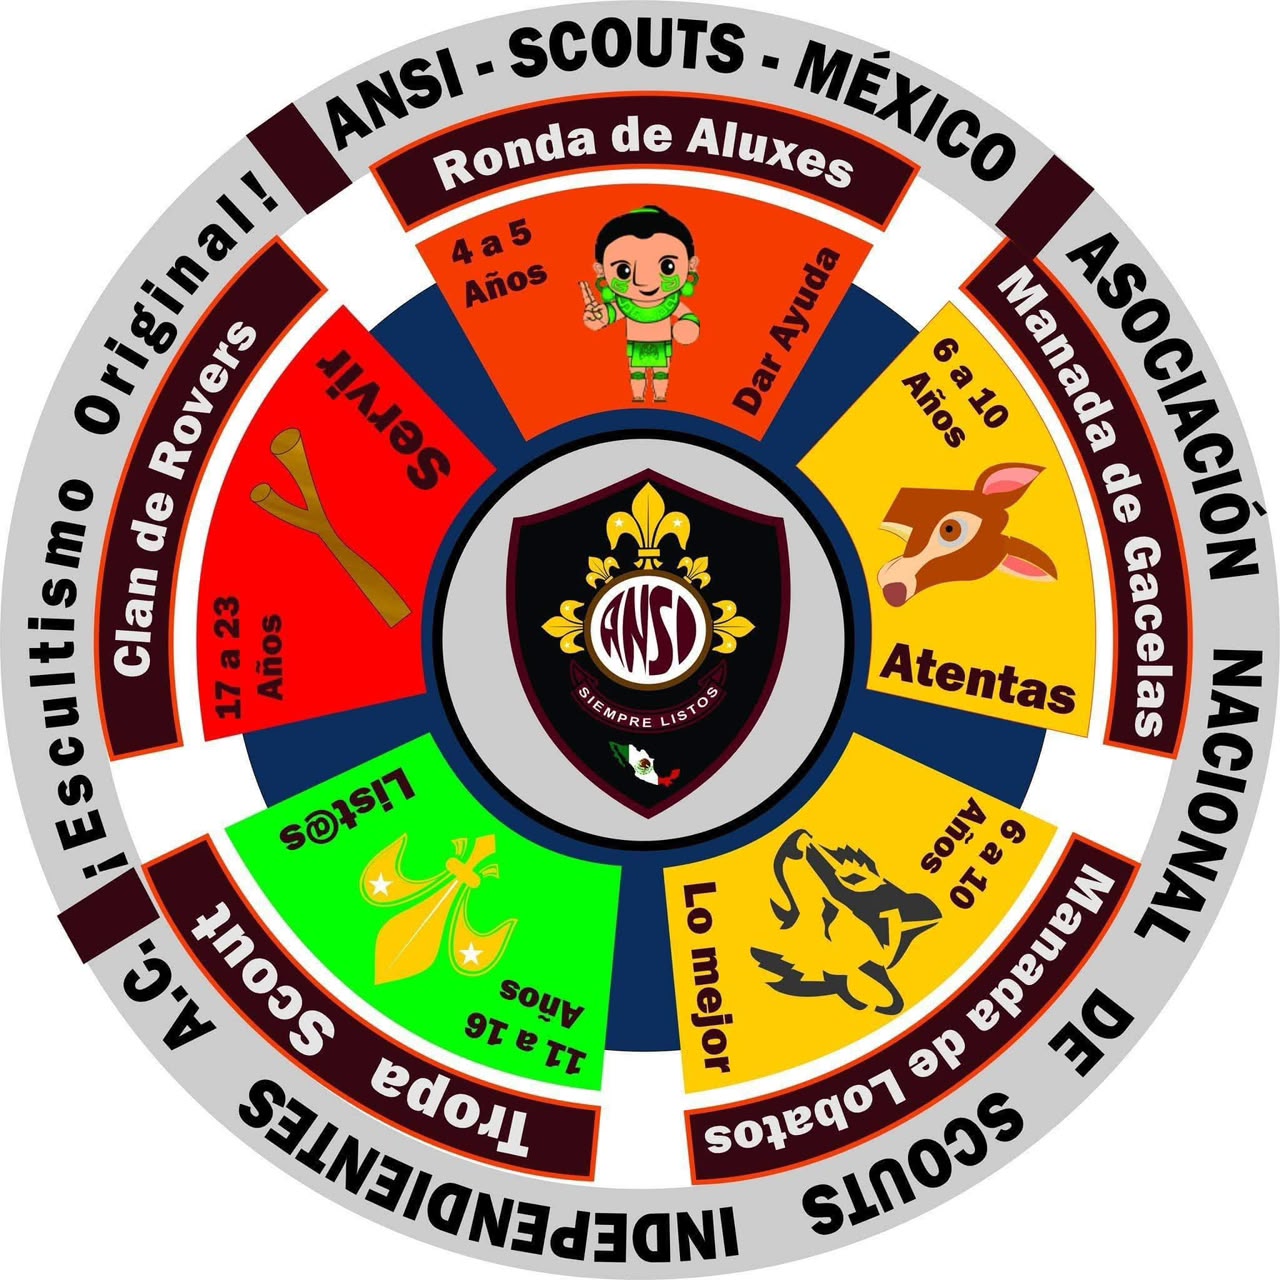 ANSI - SCOUTS - MÉXICO
ASOCIACIÓN NACIONAL DE SCOUTS INDEPENDIENTES A.C.
¡Escultismo Original!
Ronda de Aluxes
4 a 5
Años
Dar Ayuda
Manada de Gacelas
6 a 10
Años
Atentas
Manada de Lobatos
6 a 10
Años
Lo mejor
Tropa Scout
11 a 16
Años
List@s
Clan de Rovers
17 a 23
Años
Servir
ANSI
SIEMPRE LISTOS